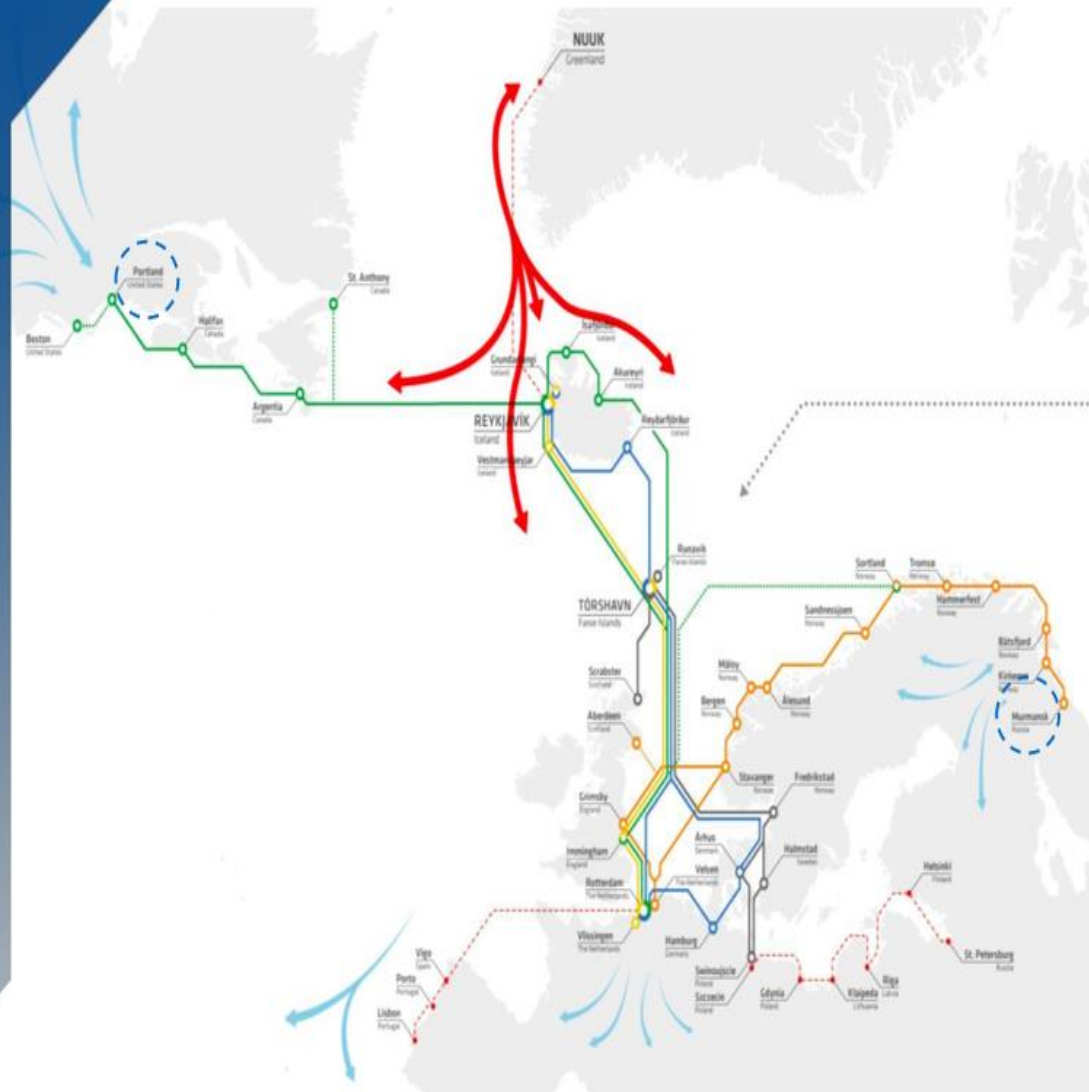 NUUK
Greenland
Portland
United States
St. Anthony
Canada
Halifax
Canada
Boston
United States
Argentia
Canada
Ísafjörður
Iceland
Grundartangi
Iceland
Akureyri
Iceland
REYKJAVÍK
Iceland
Reyðarfjörður
Iceland
Vestmannaeyjar
Iceland
Runavík
Faroe Islands
TÓRSHAVN
Faroe Islands
Sortland
Norway
Tromsø
Norway
Hammerfest
Norway
Sandnessjøen
Norway
Båtsfjord
Norway
Scrabster
Scotland
Måløy
Norway
Ålesund
Norway
Kirkenes
Norway
Bergen
Norway
Murmansk
Russia
Aberdeen
Scotland
Stavanger
Norway
Fredrikstad
Norway
Grimsby
England
Immingham
England
Århus
Denmark
Halmstad
Sweden
Velsen
The Netherlands
Rotterdam
The Netherlands
Helsinki
Finland
Vlissingen
The Netherlands
Hamburg
Germany
St. Petersburg
Russia
Vigo
Spain
Swinoujscie
Poland
Riga
Latvia
Porto
Portugal
Szczecin
Poland
Gdynia
Poland
Klaipeda
Lithuania
Lisbon
Portugal